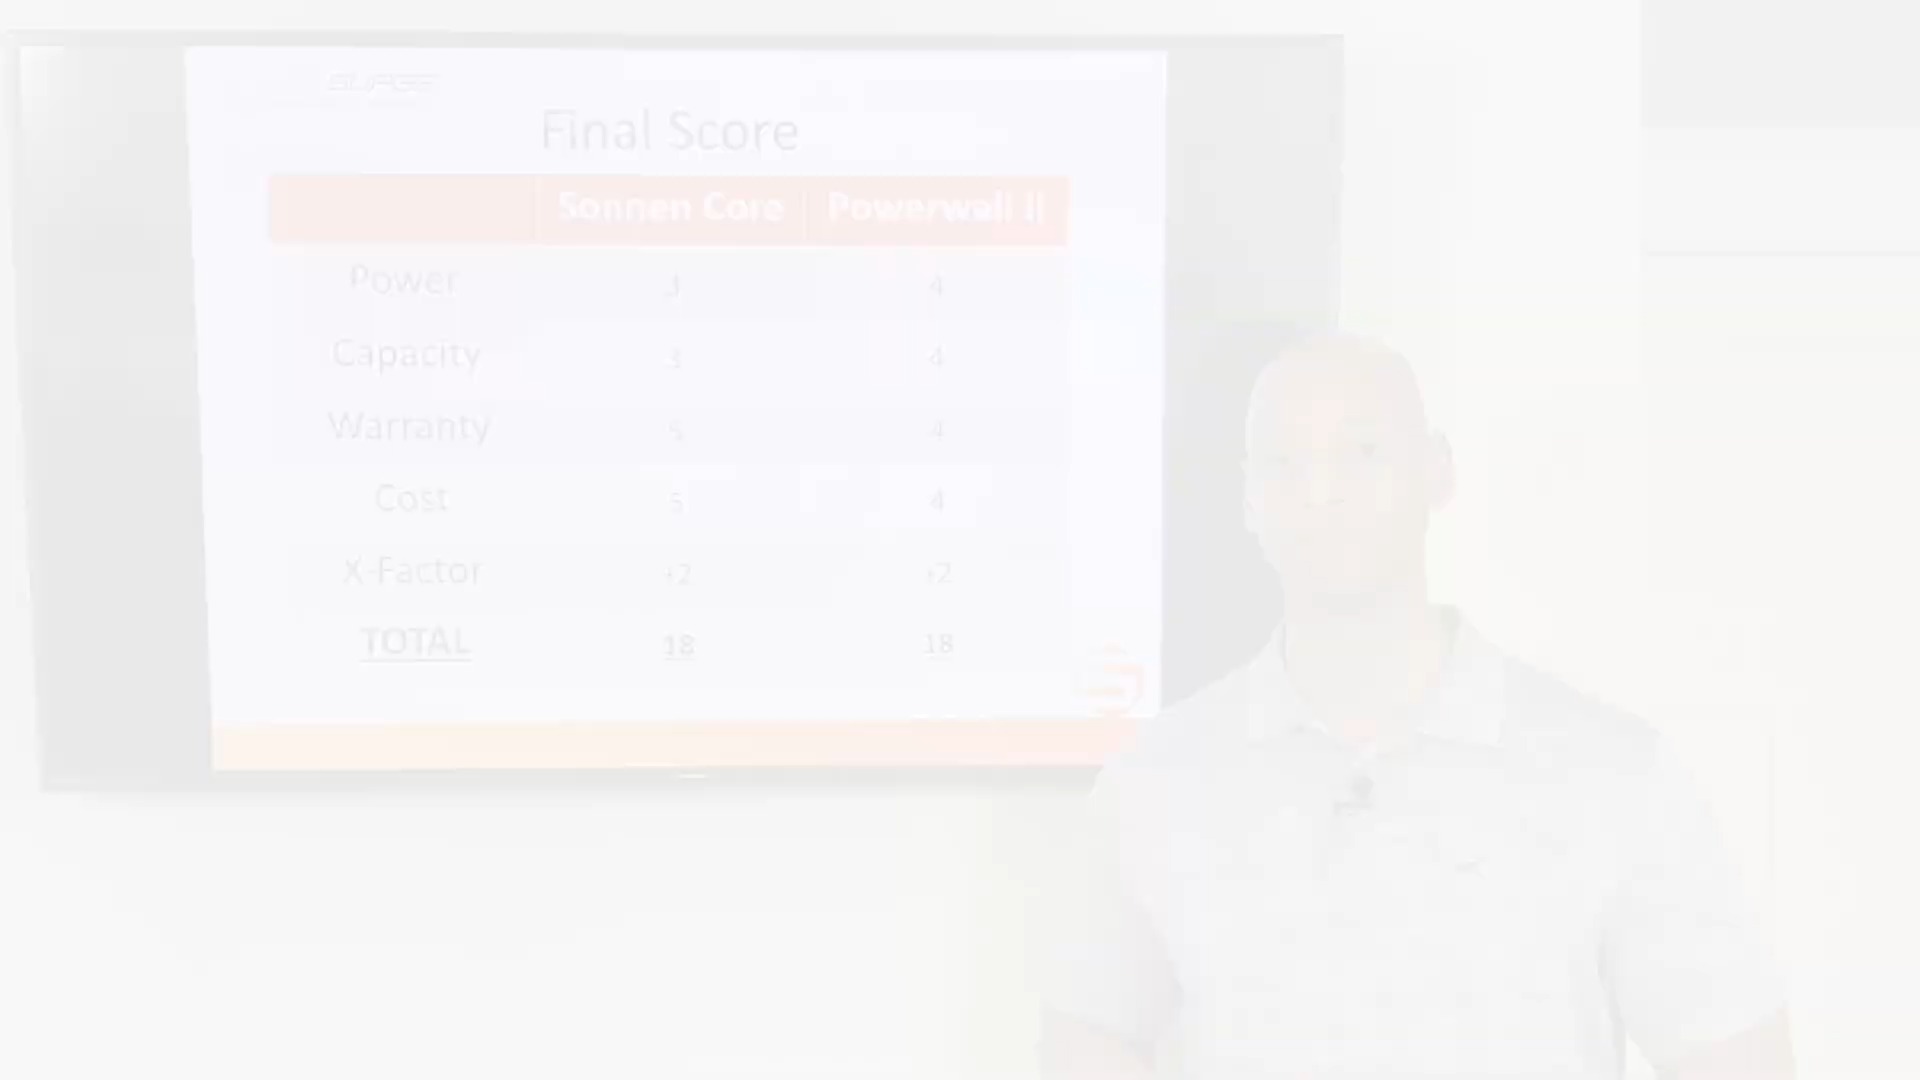 SURGE
Final Score
Sonnen Core Powerwall II
Power 3 4
Capacity 3 4
Warranty 5 4
Cost 5 4
X-Factor +2 +2
TOTAL 18 18